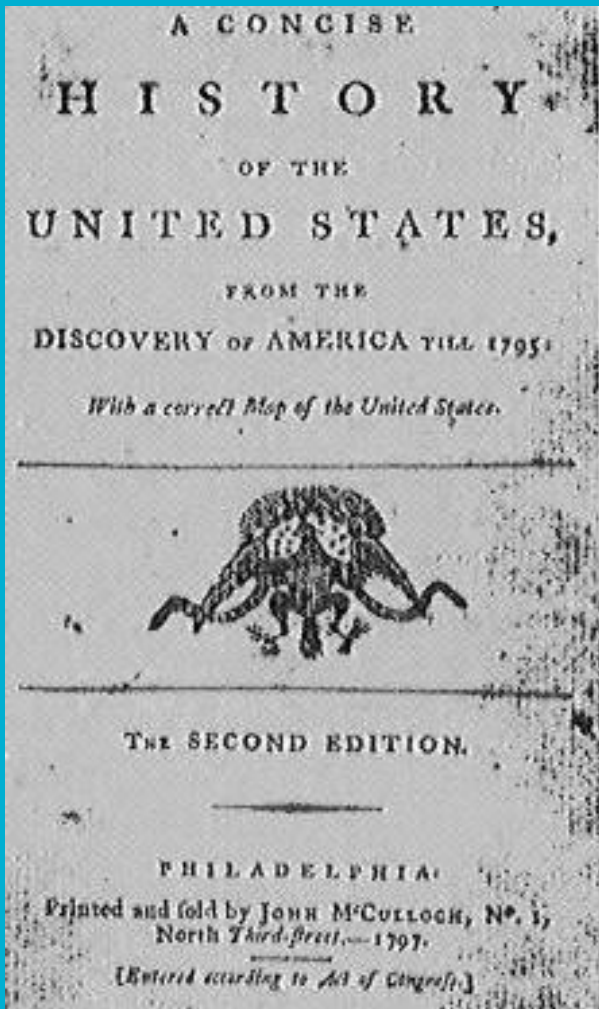 A CONCISE
HISTORY
OF THE
UNITED STATES,
FROM THE
DISCOVERY OF AMERICA TILL 1795:
With a correct Map of the United States.
THE SECOND EDITION.
PHILADELPHIA:
Printed and ſold by JOHN M'CULLOCH, Nº. 1,
North Third-ſtreet.—1797.
[Entered according to Act of Congreſs.]